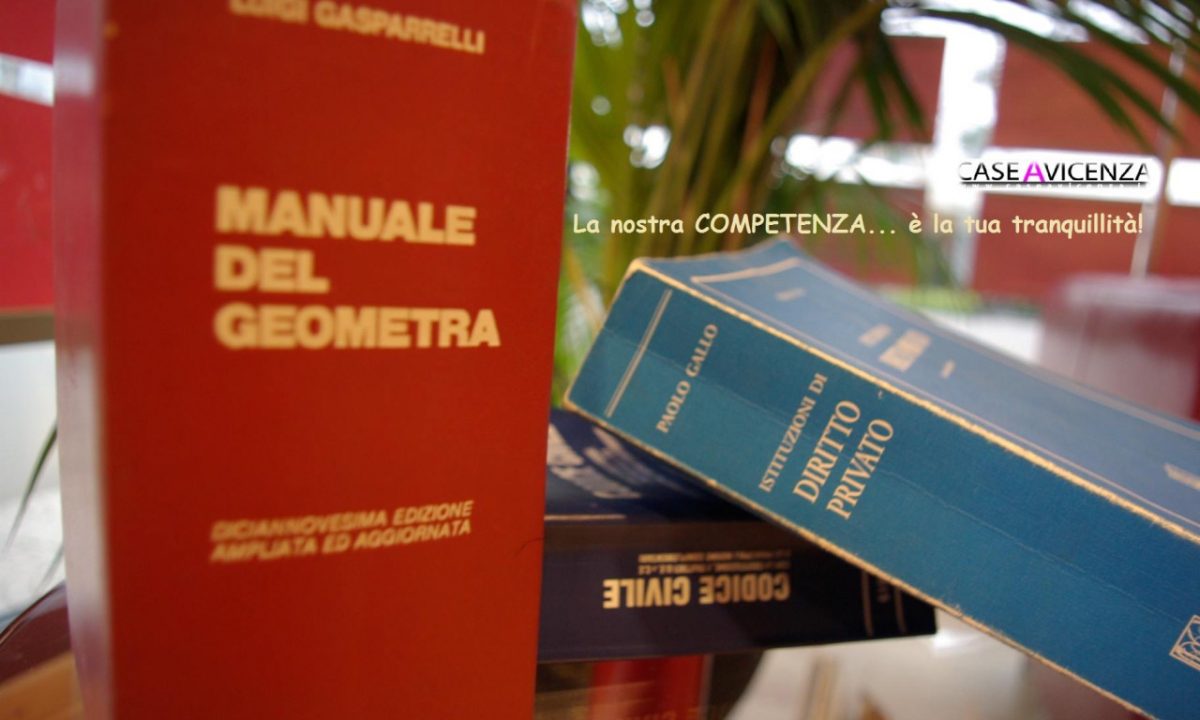 LUIGI GASPARRELLI
MANUALE
DEL
GEOMETRA
DICIANNOVESIMA EDIZIONE
AMPLIATA ED AGGIORNATA
CASEAVICENZA
La nostra COMPETENZA... è la tua tranquillità!
PAOLO GALLO
ISTITUZIONI DI
DIRITTO
PRIVATO
CODICE CIVILE